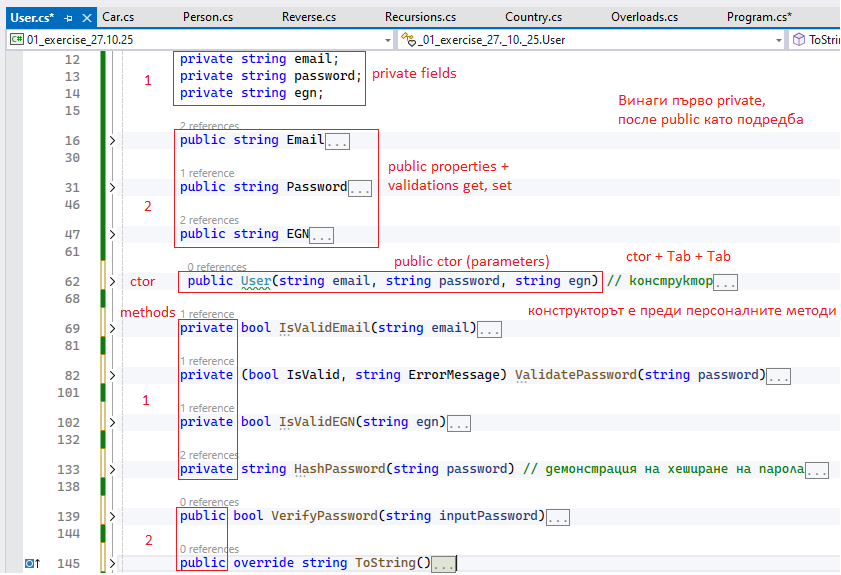 User.cs* Car.cs Person.cs Reverse.cs Recursions.cs Country.cs Overloads.cs Program.cs*
C# 01_exercise_27.10.25 _01_exercise_27._10._25.User ToStrin
12 private string email;
13 private string password; private fields
1
14 private string egn;
15
Винаги първо private,
после public като подредба
2 references
16 public string Email...
30
public properties +
validations get, set
1 reference
31 public string Password...
46
2
2 references
47 public string EGN...
61
public ctor (parameters) ctor + Tab + Tab
0 references
62 ctor public User(string email, string password, string egn) // конструктор...
68
methods 1 reference конструкторът е преди персоналните методи
69 private bool IsValidEmail(string email)...
81
1 reference
82 private (bool IsValid, string ErrorMessage) ValidatePassword(string password)...
101
1
1 reference
102 private bool IsValidEGN(string egn)...
132
2 references
133 private string HashPassword(string password) // демонстрация на хеширане на парола...
138
0 references
139 public bool VerifyPassword(string inputPassword)...
144
2
0 references
145 public override string ToString()...